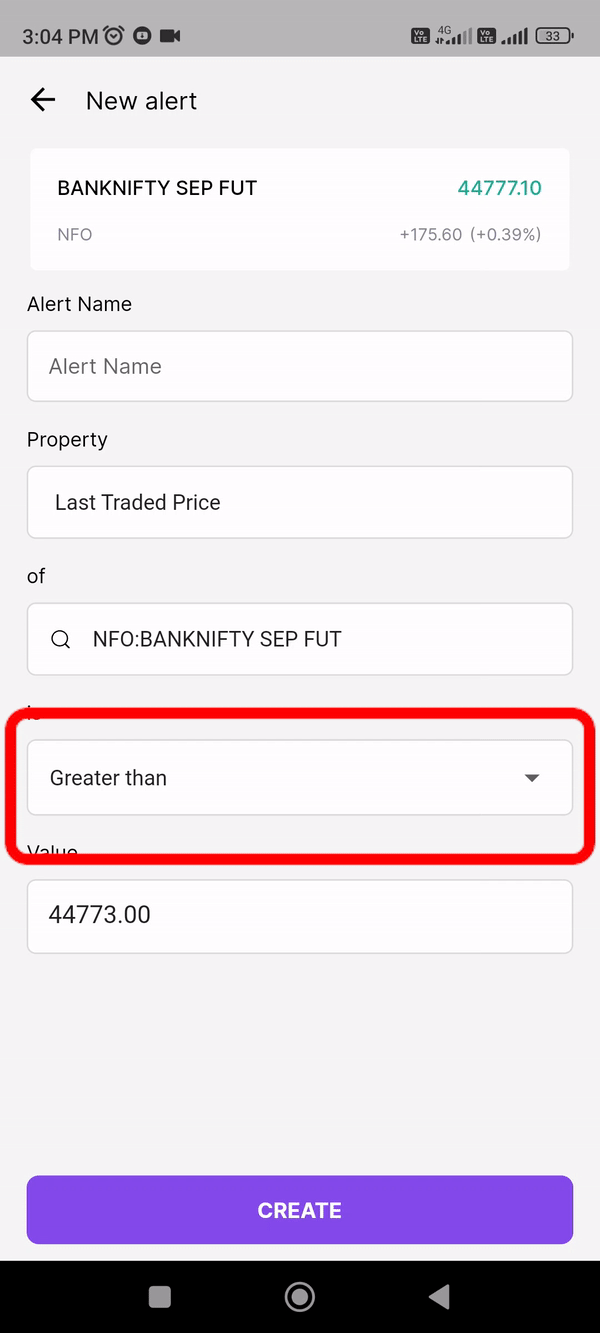 3:04 PM
4G
Vo LTE
Vo LTE
33
New alert
BANKNIFTY SEP FUT 44777.10
NFO +175.60 (+0.39%)
Alert Name
Alert Name
Property
Last Traded Price
of
NFO:BANKNIFTY SEP FUT
Greater than
Value
44773.00
CREATE